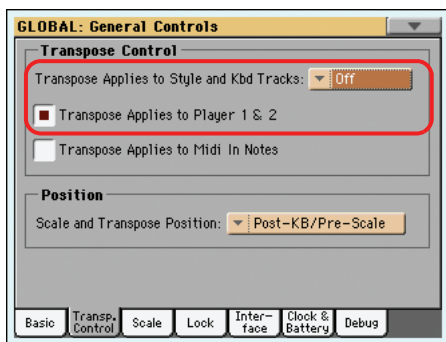 GLOBAL: General Controls
Transpose Control
Transpose Applies to Style and Kbd Tracks: Off
Transpose Applies to Player 1 & 2
Transpose Applies to Midi In Notes
Position
Scale and Transpose Position: Post-KB/Pre-Scale
Basic Transp. Control Scale Lock Inter-face Clock & Battery Debug